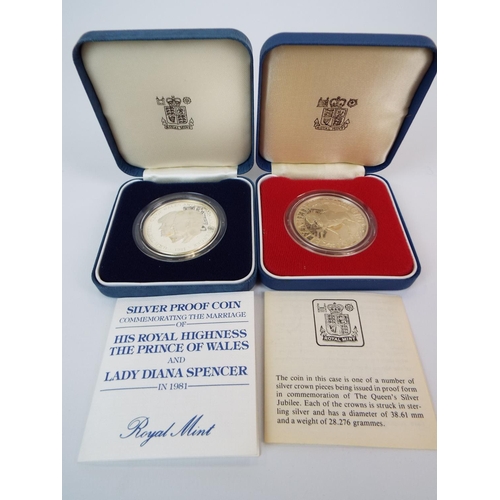 ROYAL MINT
ROYAL MINT
SILVER PROOF COIN
COMMEMORATING THE MARRIAGE
OF
HIS ROYAL HIGHNESS
THE PRINCE OF WALES
AND
LADY DIANA SPENCER
IN 1981
Royal Mint
ROYAL MINT
The coin in this case is one of a number of
silver crown pieces being issued in proof form
in commemoration of The Queen's Silver
Jubilee. Each of the crowns is struck in ster-
ling silver and has a diameter of 38.61 mm
and a weight of 28.276 grammes.